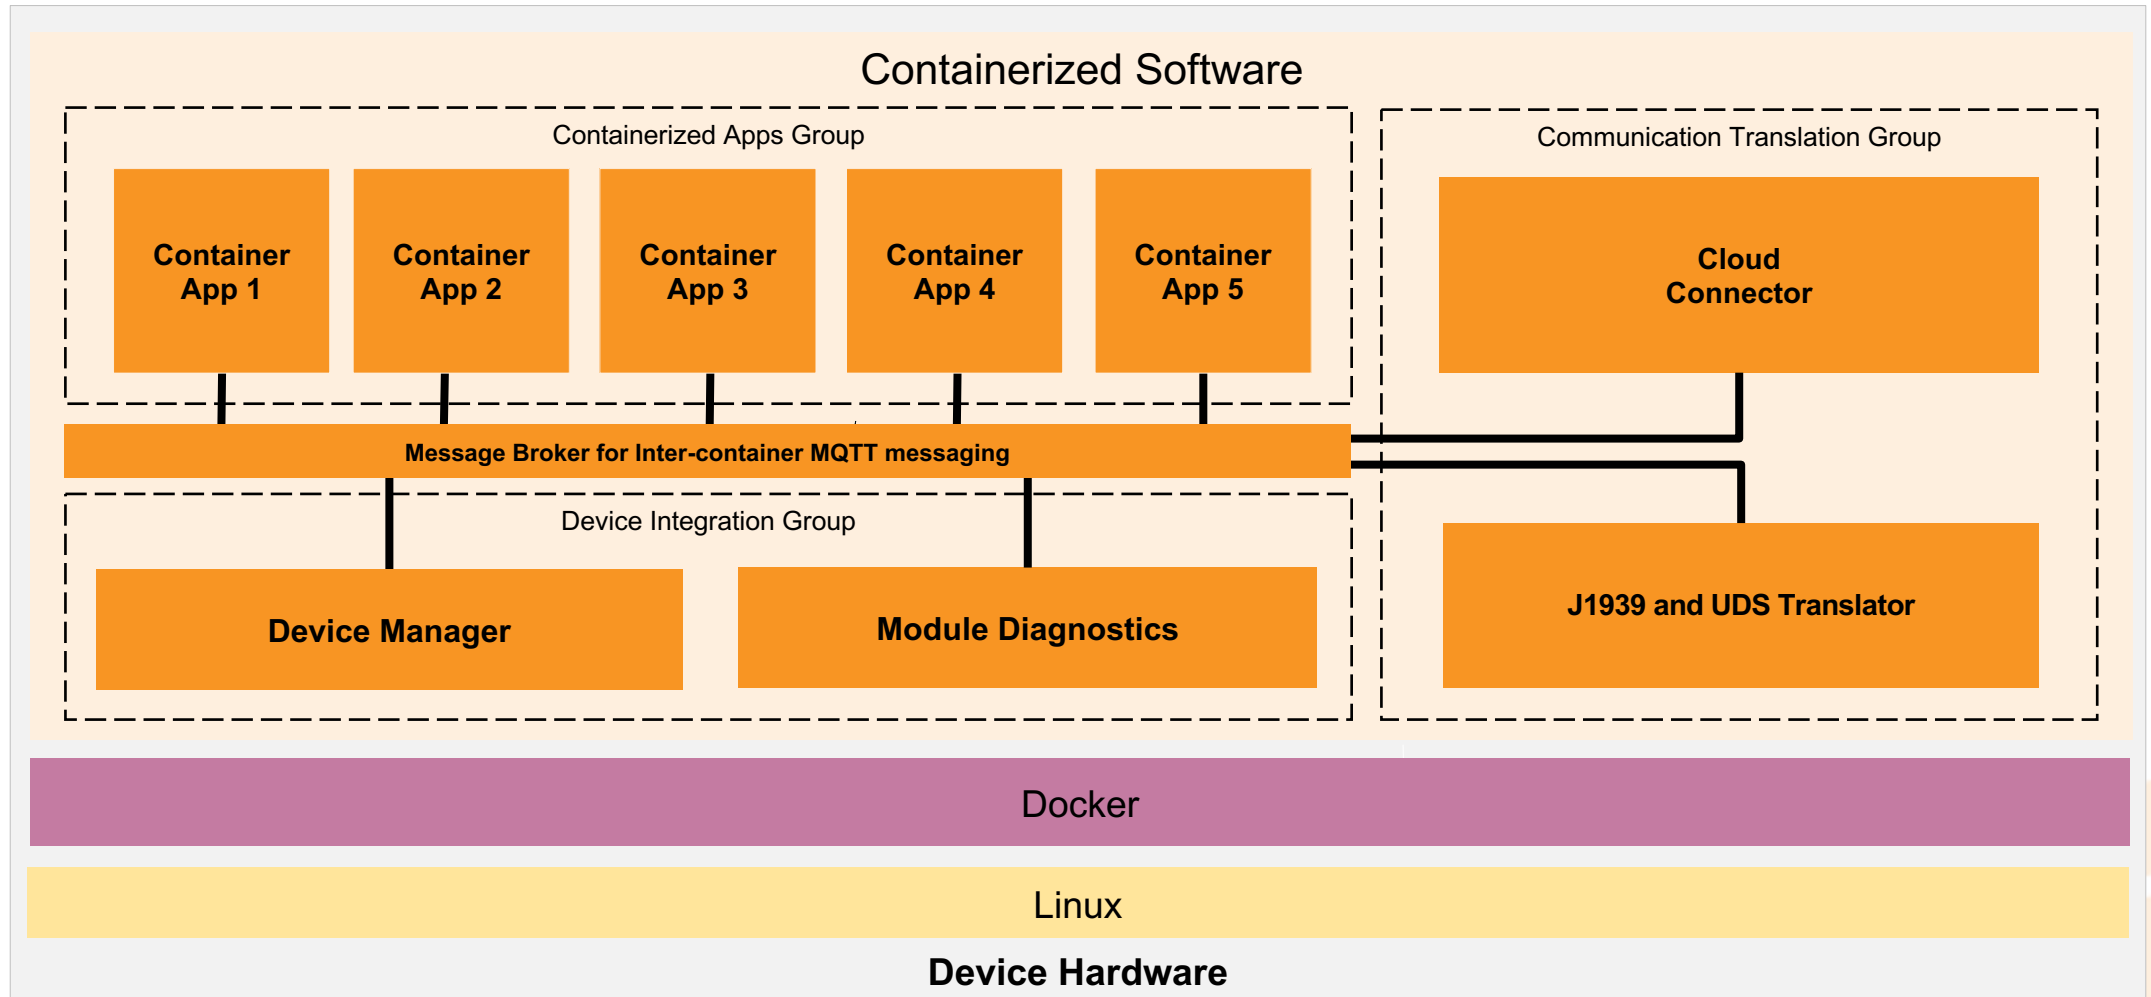 Containerized Software
Containerized Apps Group
Container
App 1
Container
App 2
Container
App 3
Container
App 4
Container
App 5
Communication Translation Group
Cloud
Connector
Message Broker for Inter-container MQTT messaging
Device Integration Group
Device Manager
Module Diagnostics
J1939 and UDS Translator
Docker
Linux
Device Hardware